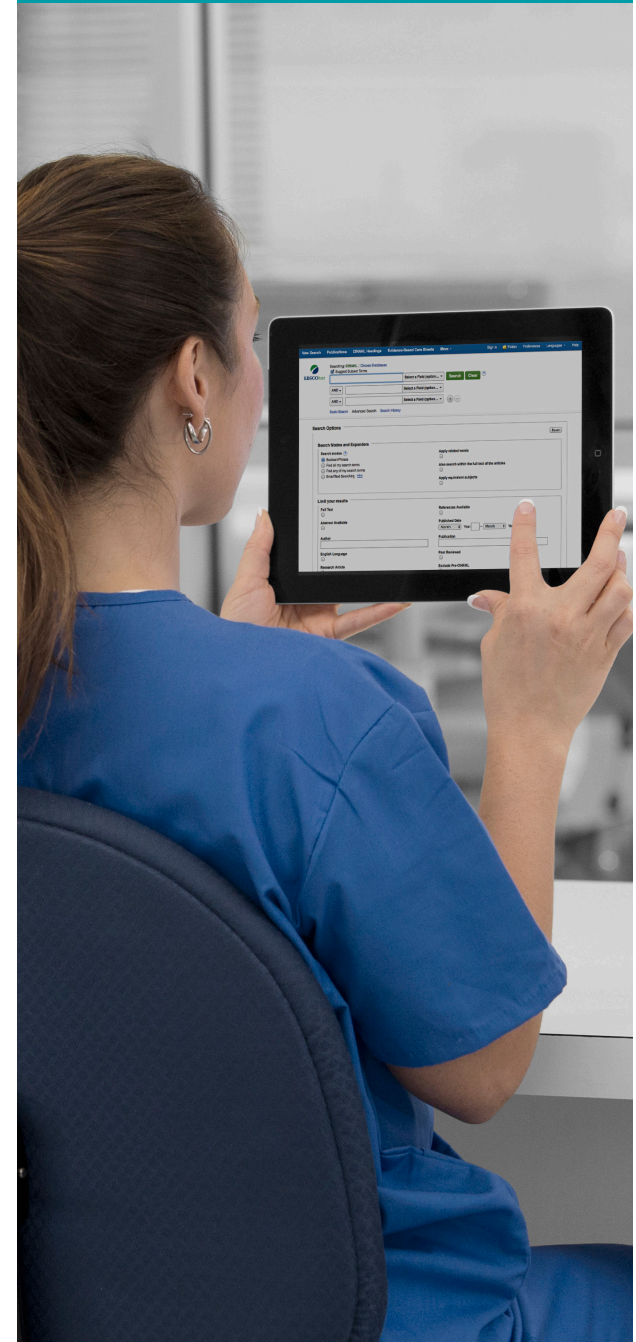 New Search Publications CINAHL Headings Evidence-Based Care Sheets More Sign In Folder Preferences Languages Help
Searching: CINAHL Choose Databases
Suggest Subject Terms
EBSCOhost
Select a Field (option... Search Clear ?
AND Select a Field (option...
AND Select a Field (option... + -
Basic Search Advanced Search Search History
Search Options
Reset
Search Modes and Expanders
Search modes ?
Boolean/Phrase
Find all my search terms
Find any of my search terms
SmartText Searching Hint
Apply related words
Also search within the full text of the articles
Apply equivalent subjects
Limit your results
Full Text
Abstract Available
Author
English Language
Research Article
References Available
Published Date
Month Year – Month
Publication
Peer Reviewed
Exclude Pre-CINAHL